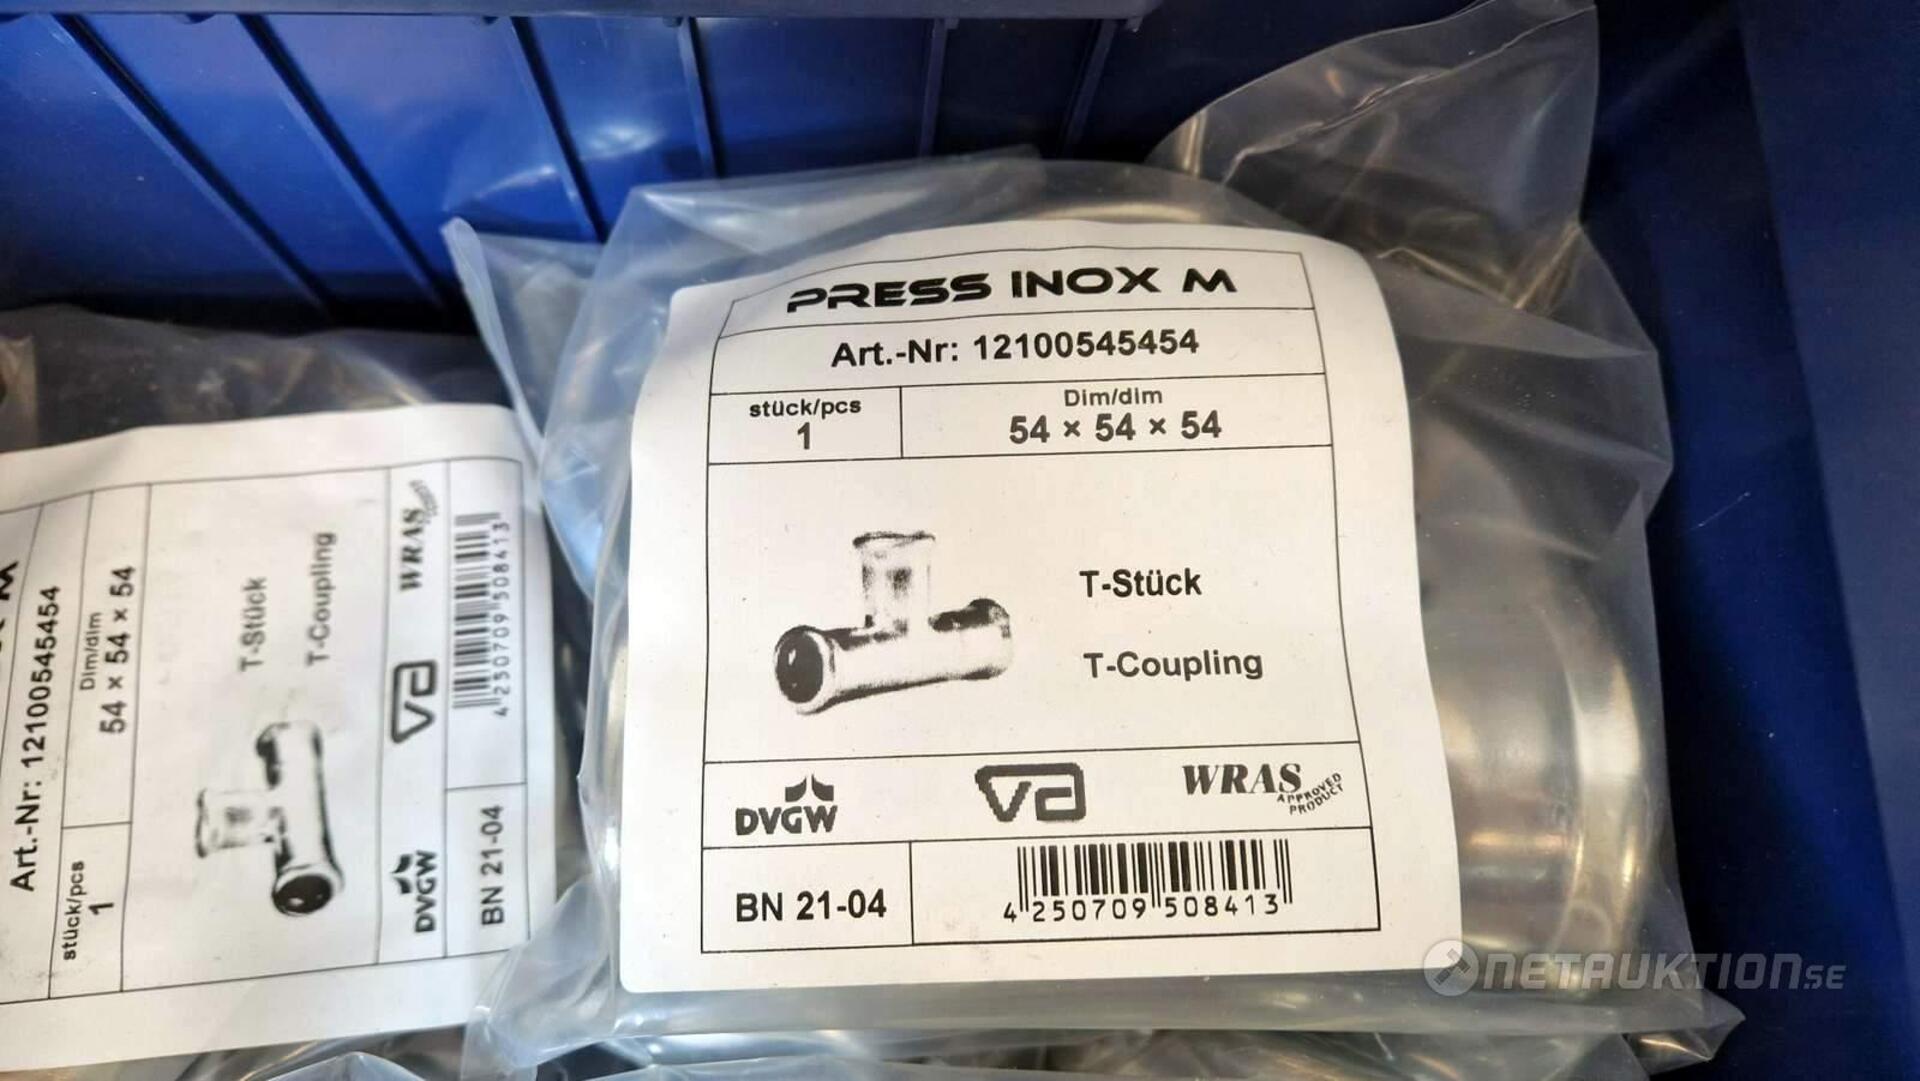 PRESS INOX M
Art.-Nr: 12100545454
stück/pcs
1
Dim/dim
54 × 54 × 54
T-Stück
T-Coupling
DVGW
VA
WRAS
APPROVED
PRODUCT
BN 21-04
4 250709 508413
M
Art.-Nr: 12100545454
stück/pcs
1
Dim/dim
54 × 54 × 54
T-Stück
T-Coupling
DVGW
VA
WRAS
BN 21-04
4 250709 508413
NETAUKTION.SE